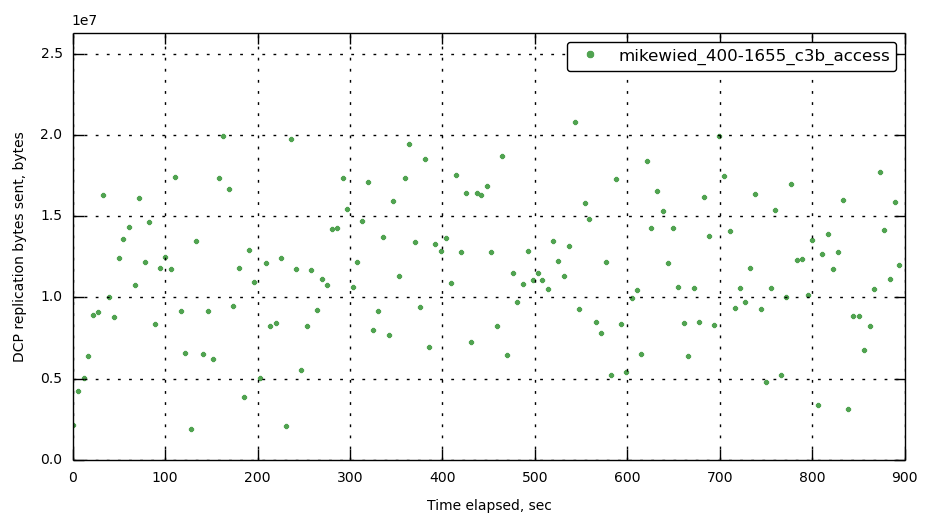 1e7
mikewied_400-1655_c3b_access
2.5
2.0
1.5
1.0
0.5
0.0
DCP replication bytes sent, bytes
0 100 200 300 400 500 600 700 800 900
Time elapsed, sec